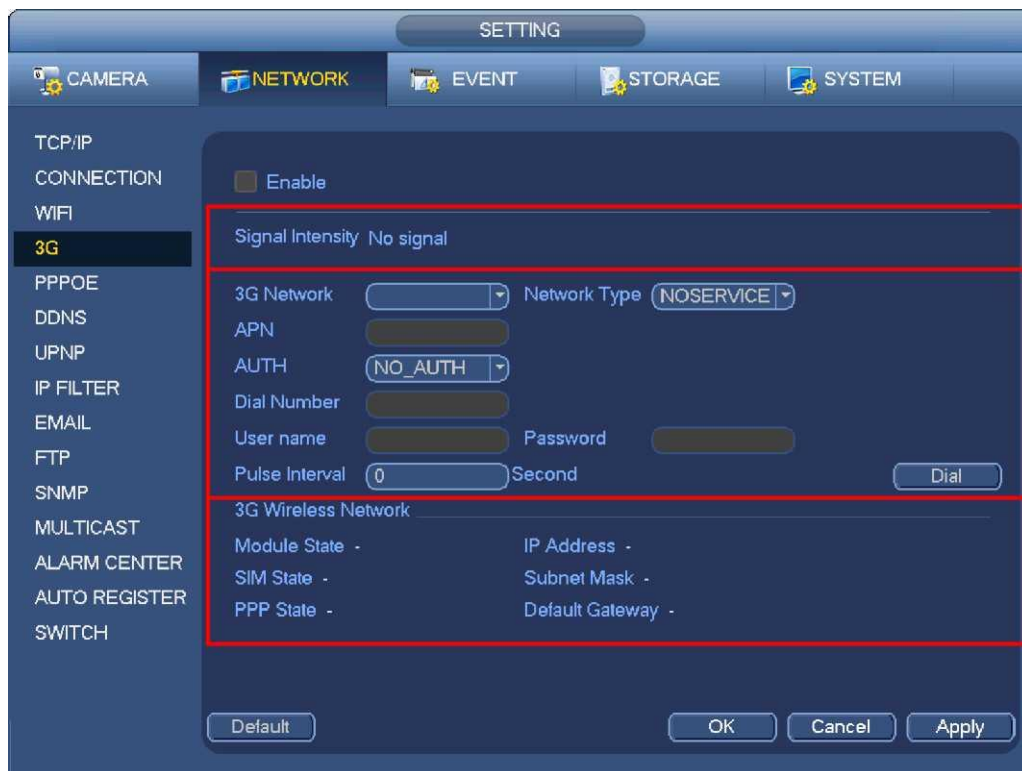 SETTING
CAMERA NETWORK EVENT STORAGE SYSTEM
TCP/IP
CONNECTION
WIFI
3G
PPPOE
DDNS
UPNP
IP FILTER
EMAIL
FTP
SNMP
MULTICAST
ALARM CENTER
AUTO REGISTER
SWITCH
Enable
Signal Intensity No signal
3G Network Network Type NOSERVICE
APN
AUTH NO_AUTH
Dial Number
User name Password
Pulse Interval 0 Second Dial
3G Wireless Network
Module State - IP Address -
SIM State - Subnet Mask -
PPP State - Default Gateway -
Default OK Cancel Apply